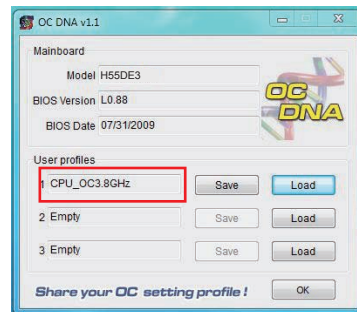 OC DNA v1.1
Mainboard
Model H55DE3
BIOS Version L0.88
BIOS Date 07/31/2009
OC DNA
User profiles
1 CPU_OC3.8GHz Save Load
2 Empty Save Load
3 Empty Save Load
Share your OC setting profile! OK